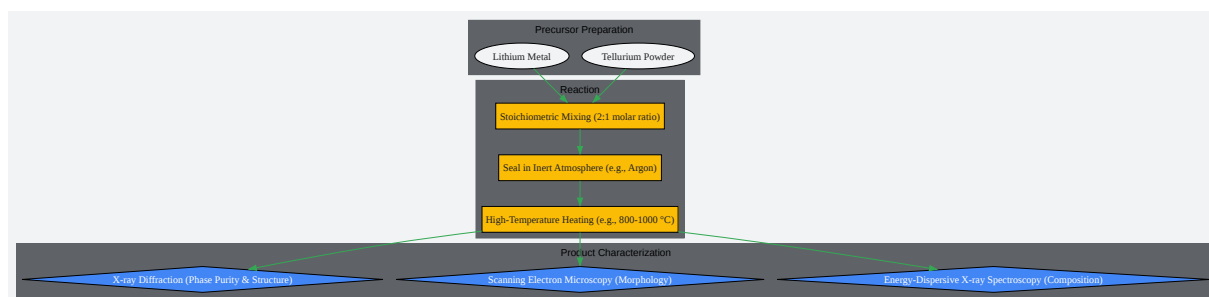 Precursor Preparation
Lithium Metal
Tellurium Powder
Reaction
Stoichiometric Mixing (2:1 molar ratio)
Seal in Inert Atmosphere (e.g., Argon)
High-Temperature Heating (e.g., 800-1000 °C)
Product Characterization
X-ray Diffraction (Phase Purity & Structure)
Scanning Electron Microscopy (Morphology)
Energy-Dispersive X-ray Spectroscopy (Composition)